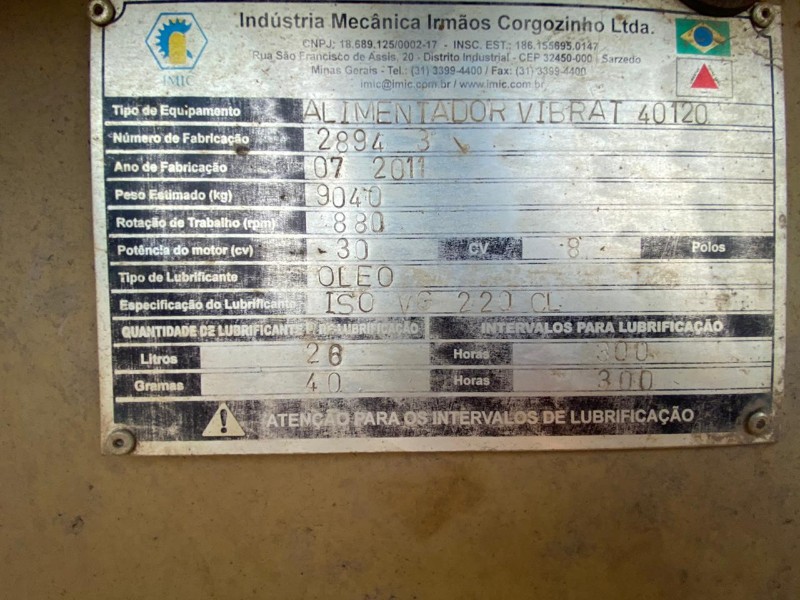 Indústria Mecânica Irmãos Corgozinho Ltda.
CNPJ: 18.689.125/0002-17 - INSC. EST.: 186.155695.0147
Rua São Francisco de Assis, 20 - Distrito Industrial - CEP 32450-000 | Sarzedo
Minas Gerais - Tel.: (31) 3399-4400 / Fax: (31) 3399-4400
imic@imic.com.br / www.imic.com.br
IMIC
Tipo de Equipamento ALIMENTADOR VIBRAT 40120
Número de Fabricação 2894 3
Ano de Fabricação 07 2011
Peso Estimado (kg) 9040
Rotação de Trabalho (rpm) 880
Potência do motor (cv) 30 CV 8 Polos
Tipo de Lubrificante OLEO
Especificação do Lubrificante ISO VG 220 CL
QUANTIDADE DE LUBRIFICANTE P/ RELUBRIFICAÇÃO INTERVALOS PARA LUBRIFICAÇÃO
Litros 26 Horas 300
Gramas 40 Horas 300
ATENÇÃO PARA OS INTERVALOS DE LUBRIFICAÇÃO